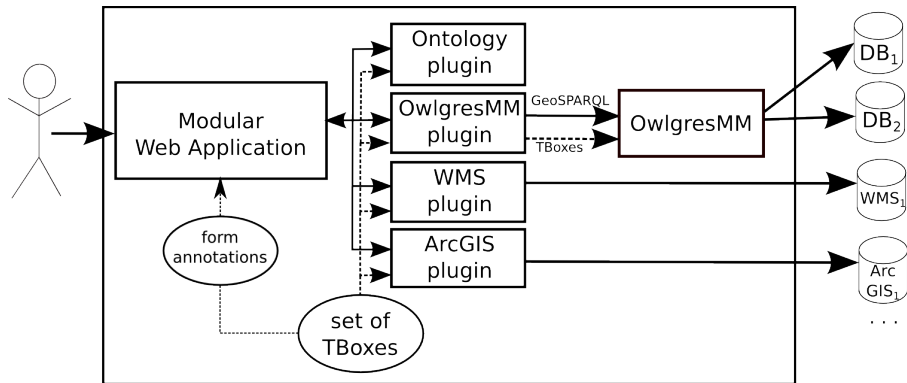 Ontology
plugin
DB1
OwlgresMM
plugin
GeoSPARQL
TBoxes
OwlgresMM
DB2
Modular
Web Application
WMS
plugin
WMS1
form
annotations
ArcGIS
plugin
Arc
GIS1
. . .
set of
TBoxes